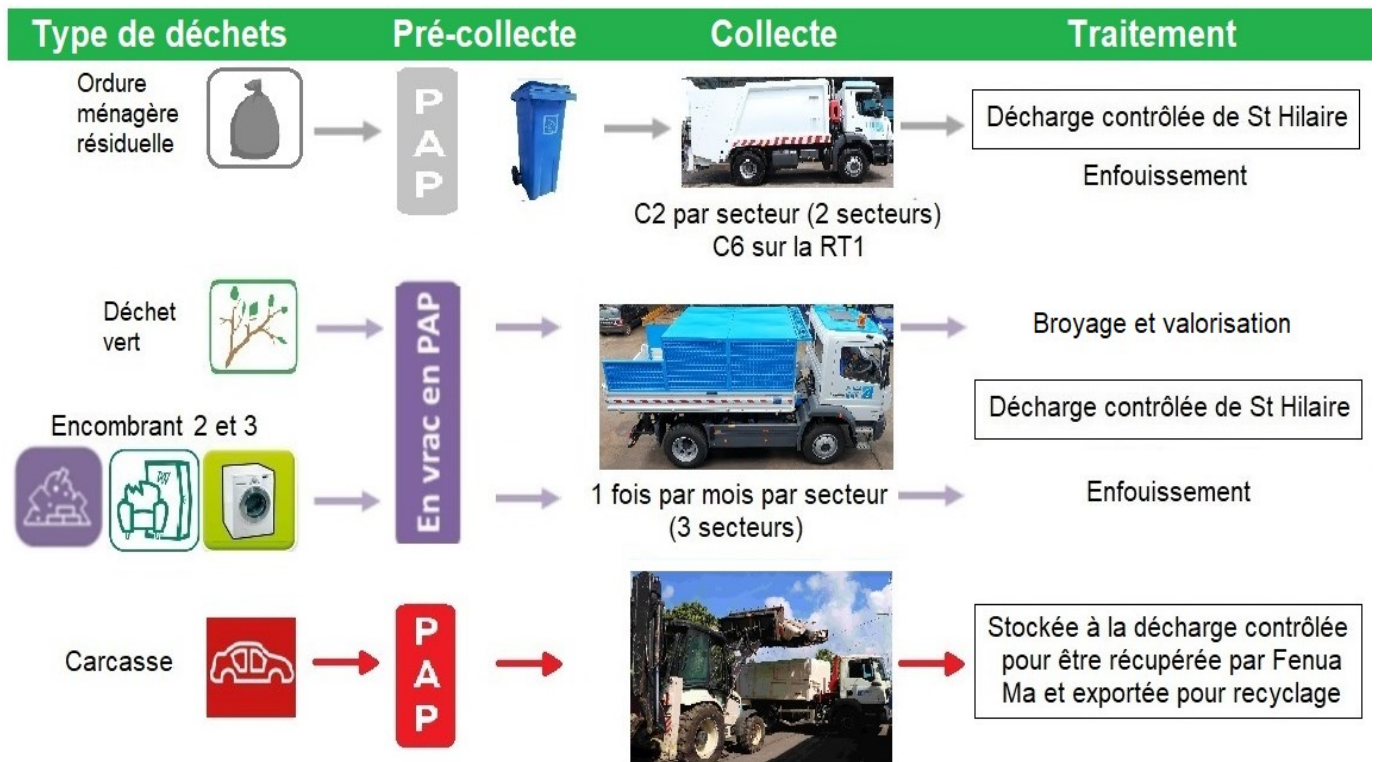 Type de déchets
Pré-collecte
Collecte
Traitement
Ordure
ménagère
résiduelle
P
A
P
C2 par secteur (2 secteurs)
C6 sur la RT1
Décharge contrôlée de St Hilaire
Enfouissement
Déchet
vert
En vrac en PAP
Broyage et valorisation
Encombrant 2 et 3
1 fois par mois par secteur
(3 secteurs)
Décharge contrôlée de St Hilaire
Enfouissement
Carcasse
P
A
P
Stockée à la décharge contrôlée
pour être récupérée par Fenua
Ma et exportée pour recyclage